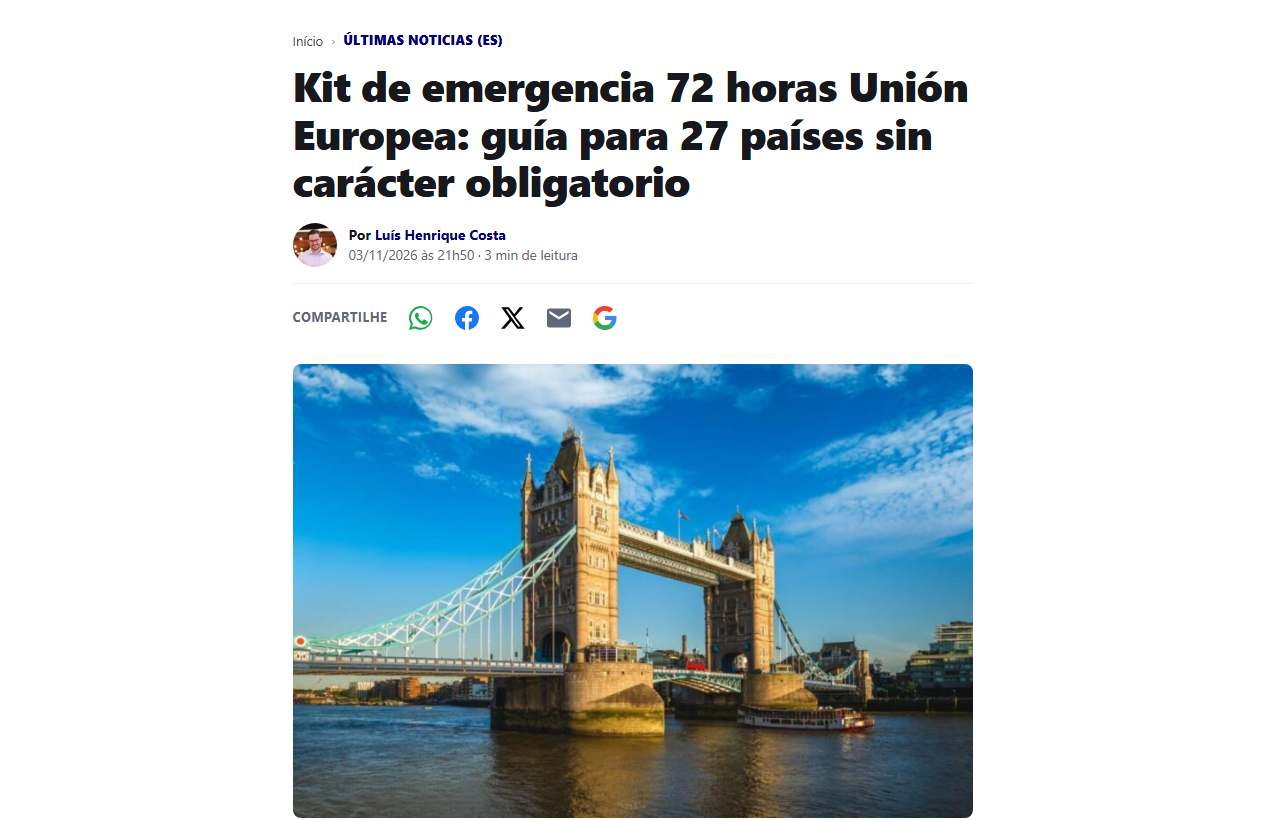 Início › ÚLTIMAS NOTICIAS (ES)
Kit de emergencia 72 horas Unión
Europea: guía para 27 países sin
carácter obligatorio
Por Luís Henrique Costa
03/11/2026 às 21h50 · 3 min de leitura
COMPARTILHE